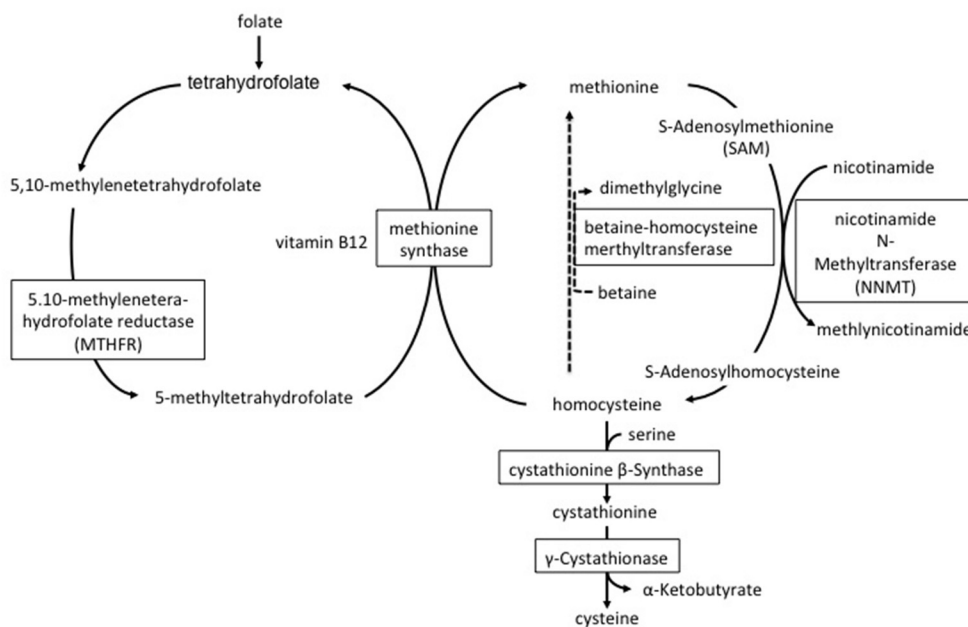 folate
tetrahydrofolate
5,10-methylenetetrahydrofolate
5.10-methylenetera-
hydrofolate reductase
(MTHFR)
5-methyltetrahydrofolate
vitamin B12
methionine
synthase
methionine
S-Adenosylmethionine
(SAM)
nicotinamide
dimethylglycine
betaine-homocysteine
merthyltransferase
betaine
nicotinamide
N-
Methyltransferase
(NNMT)
methlynicotinamide
S-Adenosylhomocysteine
homocysteine
serine
cystathionine β-Synthase
cystathionine
γ-Cystathionase
α-Ketobutyrate
cysteine